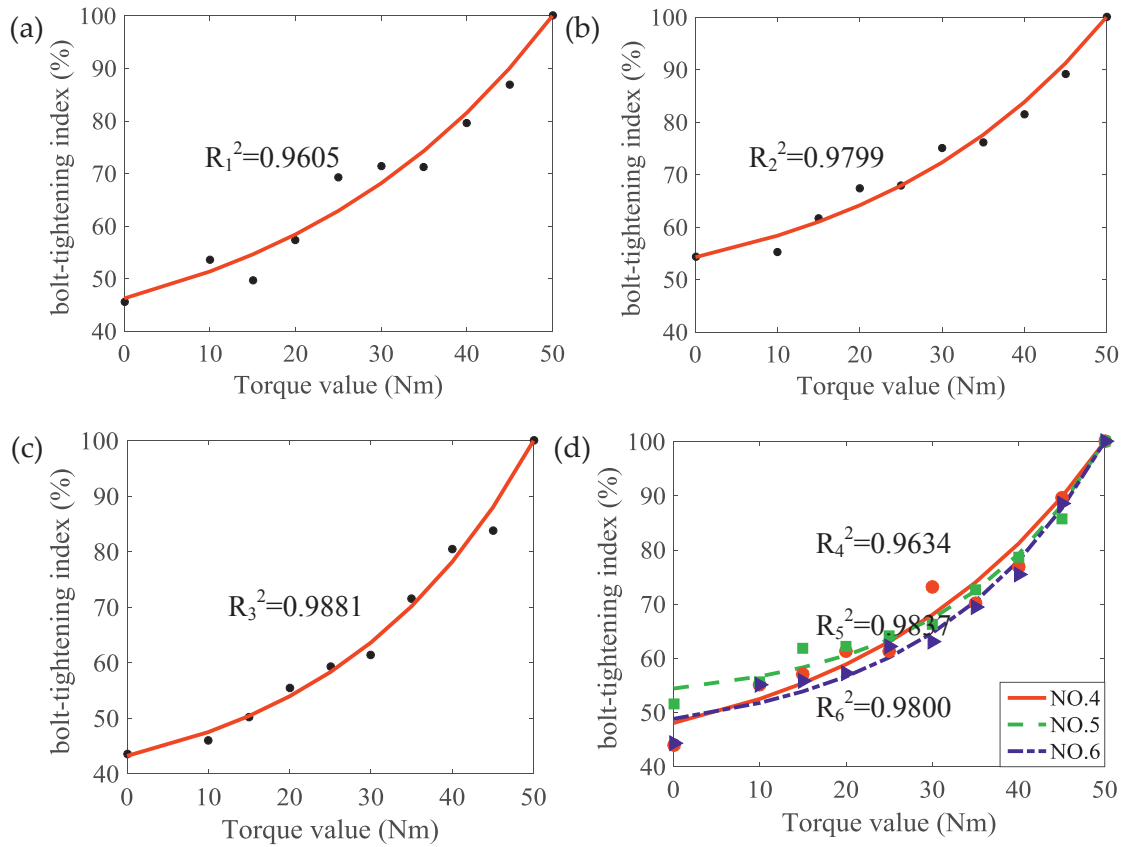 (a)
bolt-tightening index (%)
100
90
80
70
60
50
40
R₁²=0.9605
0 10 20 30 40 50
Torque value (Nm)
(b)
bolt-tightening index (%)
100
90
80
70
60
50
40
R₂²=0.9799
0 10 20 30 40 50
Torque value (Nm)
(c)
bolt-tightening index (%)
100
90
80
70
60
50
40
R₃²=0.9881
0 10 20 30 40 50
Torque value (Nm)
(d)
bolt-tightening index (%)
100
90
80
70
60
50
40
R₄²=0.9634
R₅²=0.9837
R₆²=0.9800
NO.4
NO.5
NO.6
0 10 20 30 40 50
Torque value (Nm)